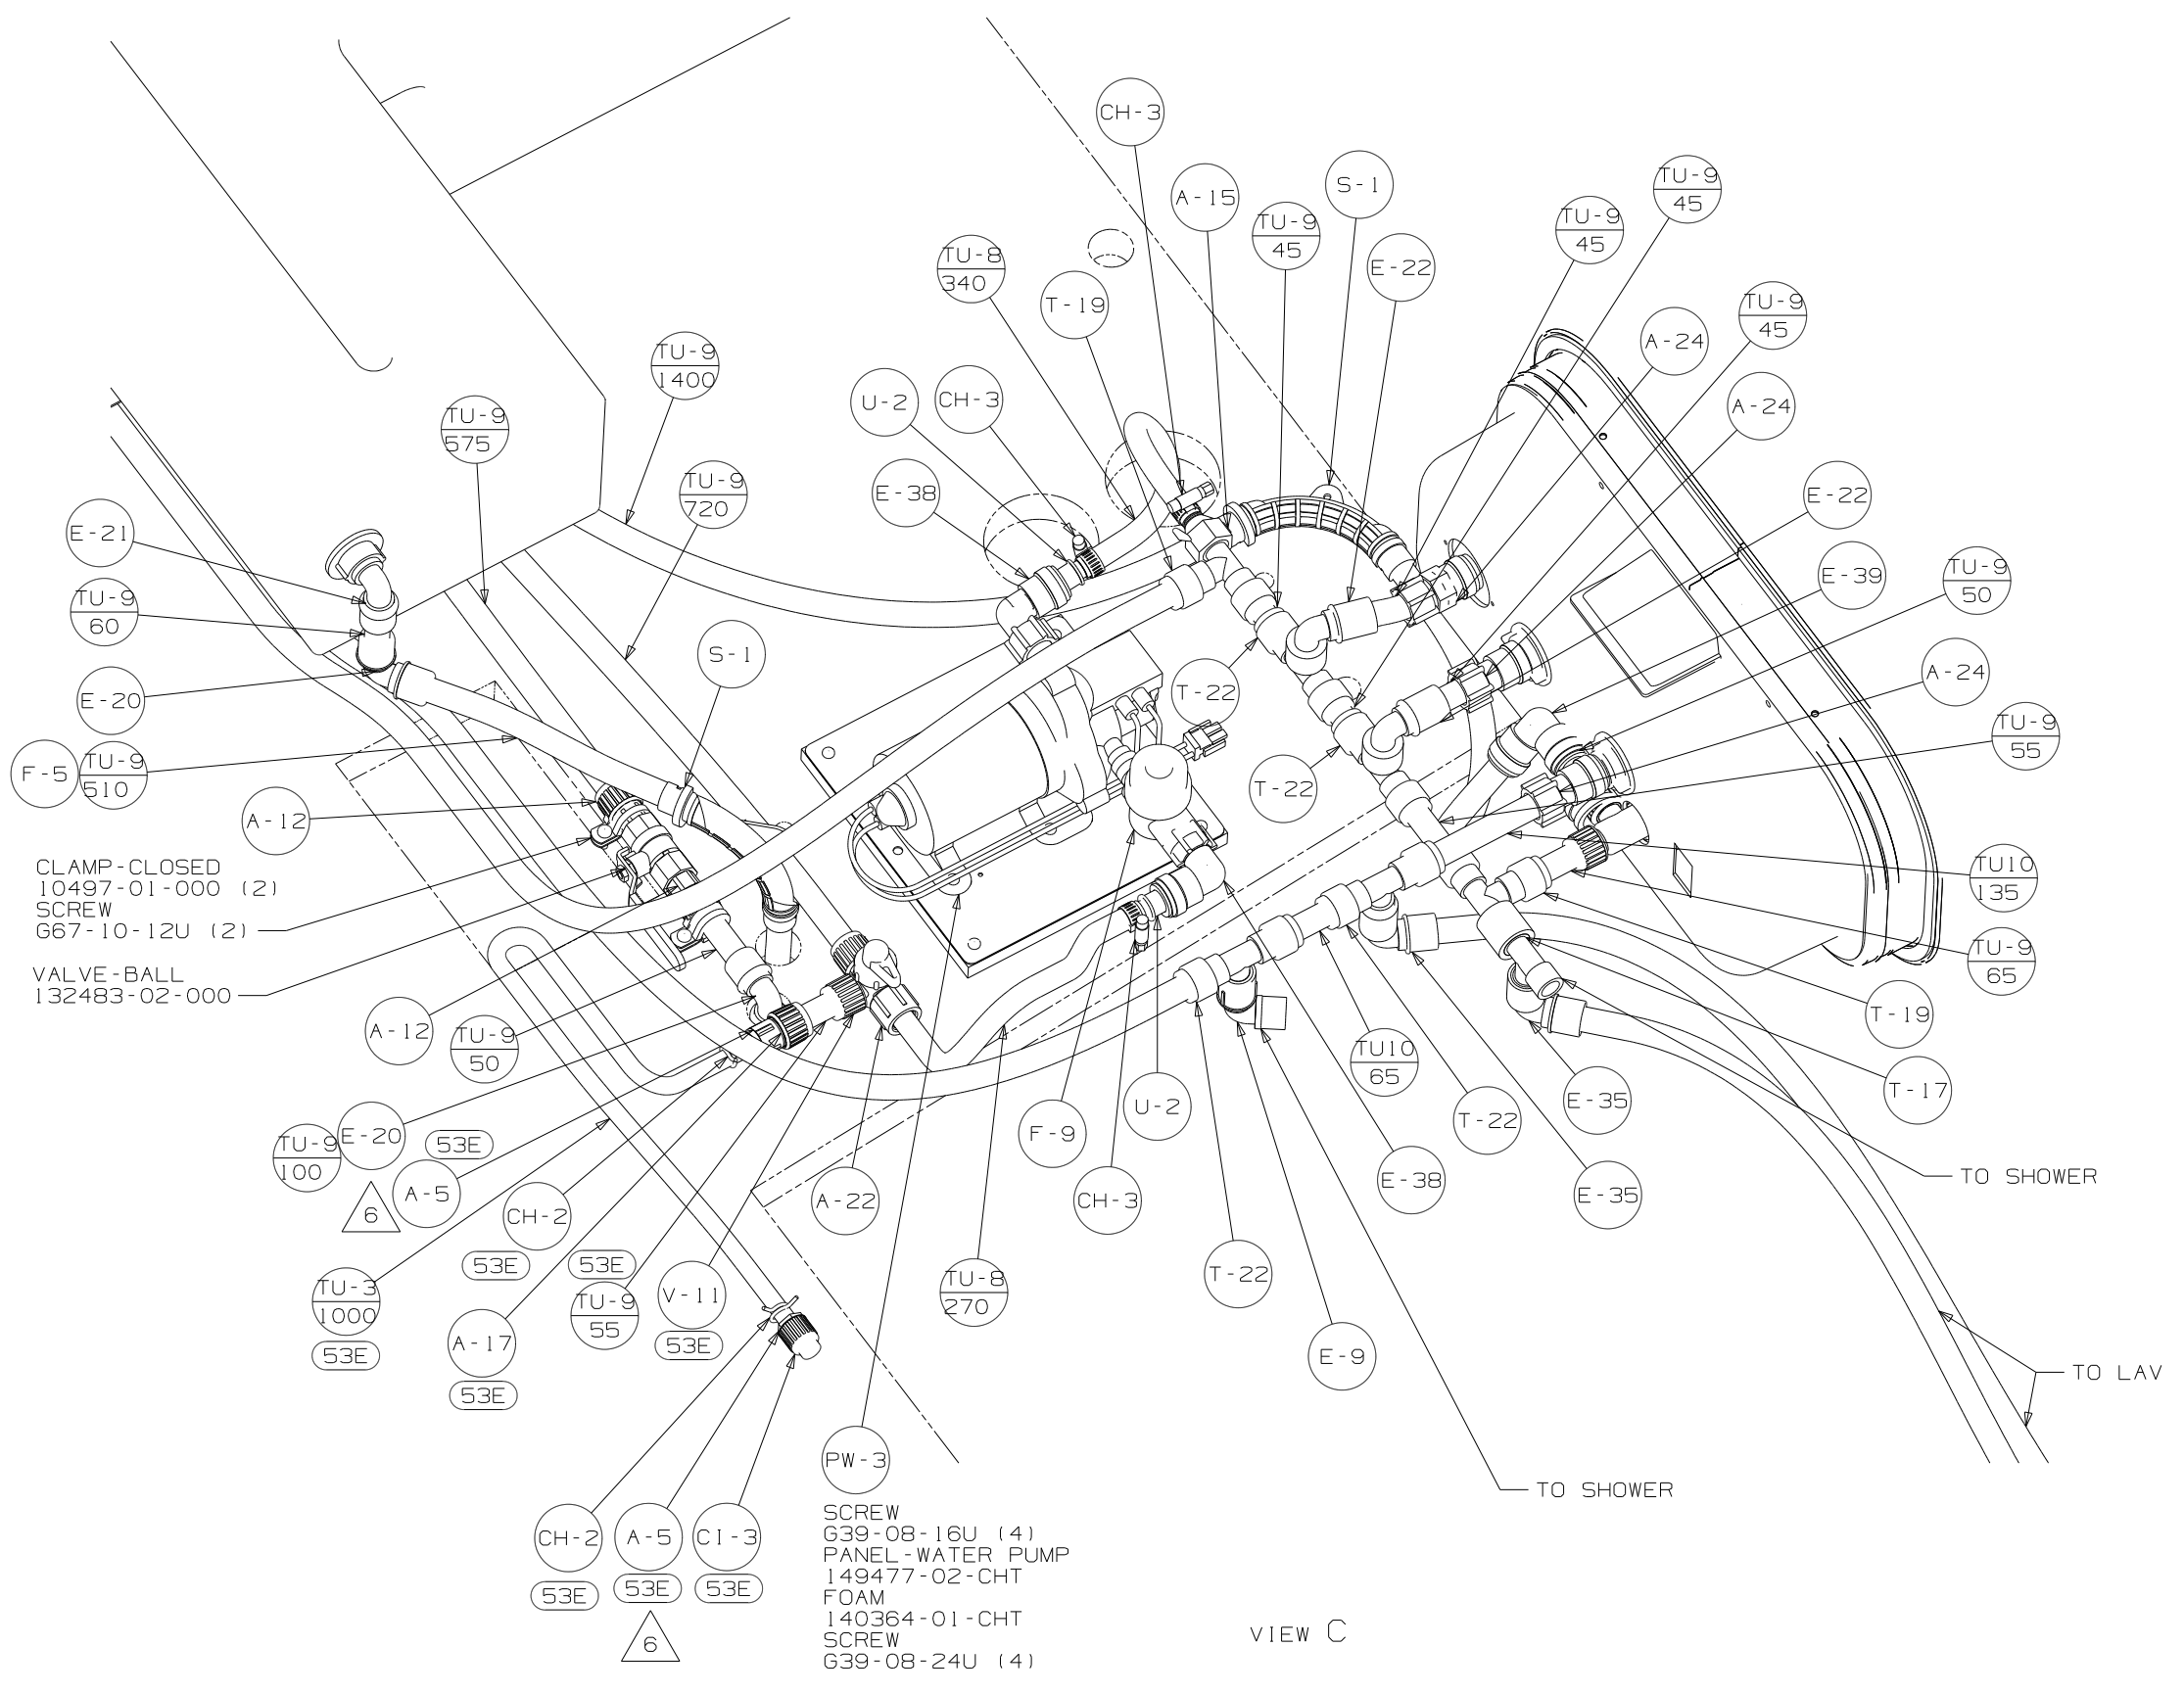 CH-3
S-1
A-15
TU-9
45
TU-9
45
TU-9
45
TU-8
340
E-22
T-19
TU-9
45
A-24
TU-9
1400
U-2
CH-3
A-24
TU-9
575
TU-9
720
E-38
E-22
E-21
E-39
TU-9
50
TU-9
60
S-1
T-22
A-24
E-20
TU-9
55
F-5
TU-9
510
T-22
A-12
CLAMP-CLOSED
10497-01-000 (2)
SCREW
G67-10-12U (2)
TU10
135
VALVE-BALL
132483-02-000
TU-9
65
T-19
A-12
TU-9
50
TU10
65
T-17
E-35
U-2
T-22
F-9
E-20
53E
TU-9
100
A-5
6
CH-2
A-22
CH-3
E-38
E-35
TO SHOWER
53E
53E
T-22
TU-3
1000
53E
TU-9
55
V-11
53E
TU-8
270
A-17
53E
E-9
TO LAV
PW-3
TO SHOWER
CH-2
A-5
CI-3
53E
53E
53E
6
SCREW
G39-08-16U (4)
PANEL-WATER PUMP
149477-02-CHT
FOAM
140364-01-CHT
SCREW
G39-08-24U (4)
VIEW C